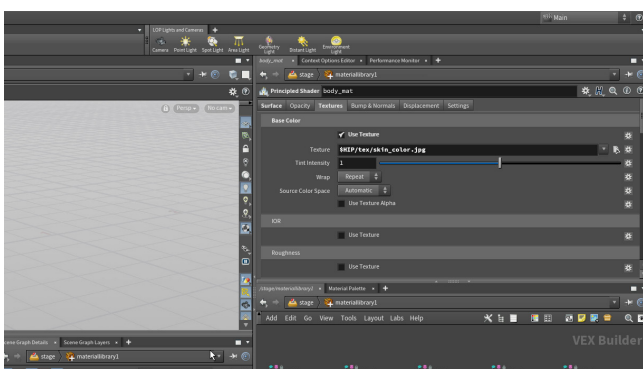 Main
LOP Lights and Cameras
Camera Point Light Spot Light Area Light Geometry Light Distant Light Environment Light
body_mat Context Options Editor Performance Monitor
stage materiallibrary1
Principled Shader body_mat
Surface Opacity Textures Bump & Normals Displacement Settings
Persp No cam
Base Color
Use Texture
Texture $HIP/tex/skin_color.jpg
Tint Intensity 1
Wrap Repeat
Source Color Space Automatic
Use Texture Alpha
IOR
Use Texture
Roughness
Use Texture
/stage/materiallibrary1 Material Palette
stage materiallibrary1
Add Edit Go View Tools Layout Labs Help
VEX Builder
cene Graph Details Scene Graph Layers
stage materiallibrary1